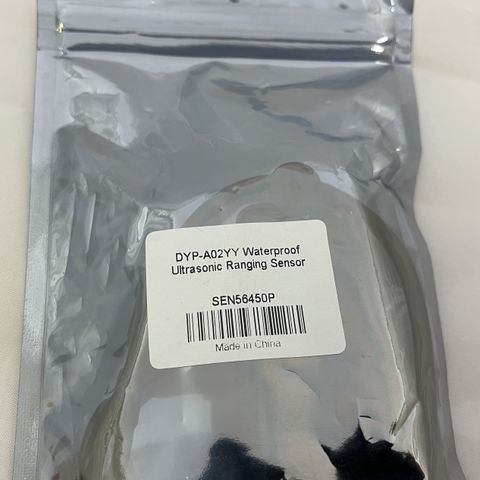 DYP-A02YY Waterproof
Ultrasonic Ranging Sensor
SEN56450P
Made in China